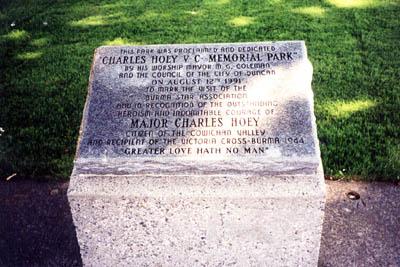 THIS PARK WAS PROCLAIMED AND DEDICATED
"CHARLES HOEY V C MEMORIAL PARK"
BY HIS WORSHIP MAYOR M. G. COLEMAN
AND THE COUNCIL OF THE CITY OF DUNCAN
ON AUGUST 12TH 1991
TO MARK THE VISIT OF THE
BURMA STAR ASSOCIATION
AND IN RECOGNITION OF THE OUTSTANDING
HEROISM AND INDOMITABLE COURAGE OF
MAJOR CHARLES HOEY
CITIZEN OF THE COWICHAN VALLEY
AND RECIPIENT OF THE VICTORIA CROSS-BURMA 1944
"GREATER LOVE HATH NO MAN"